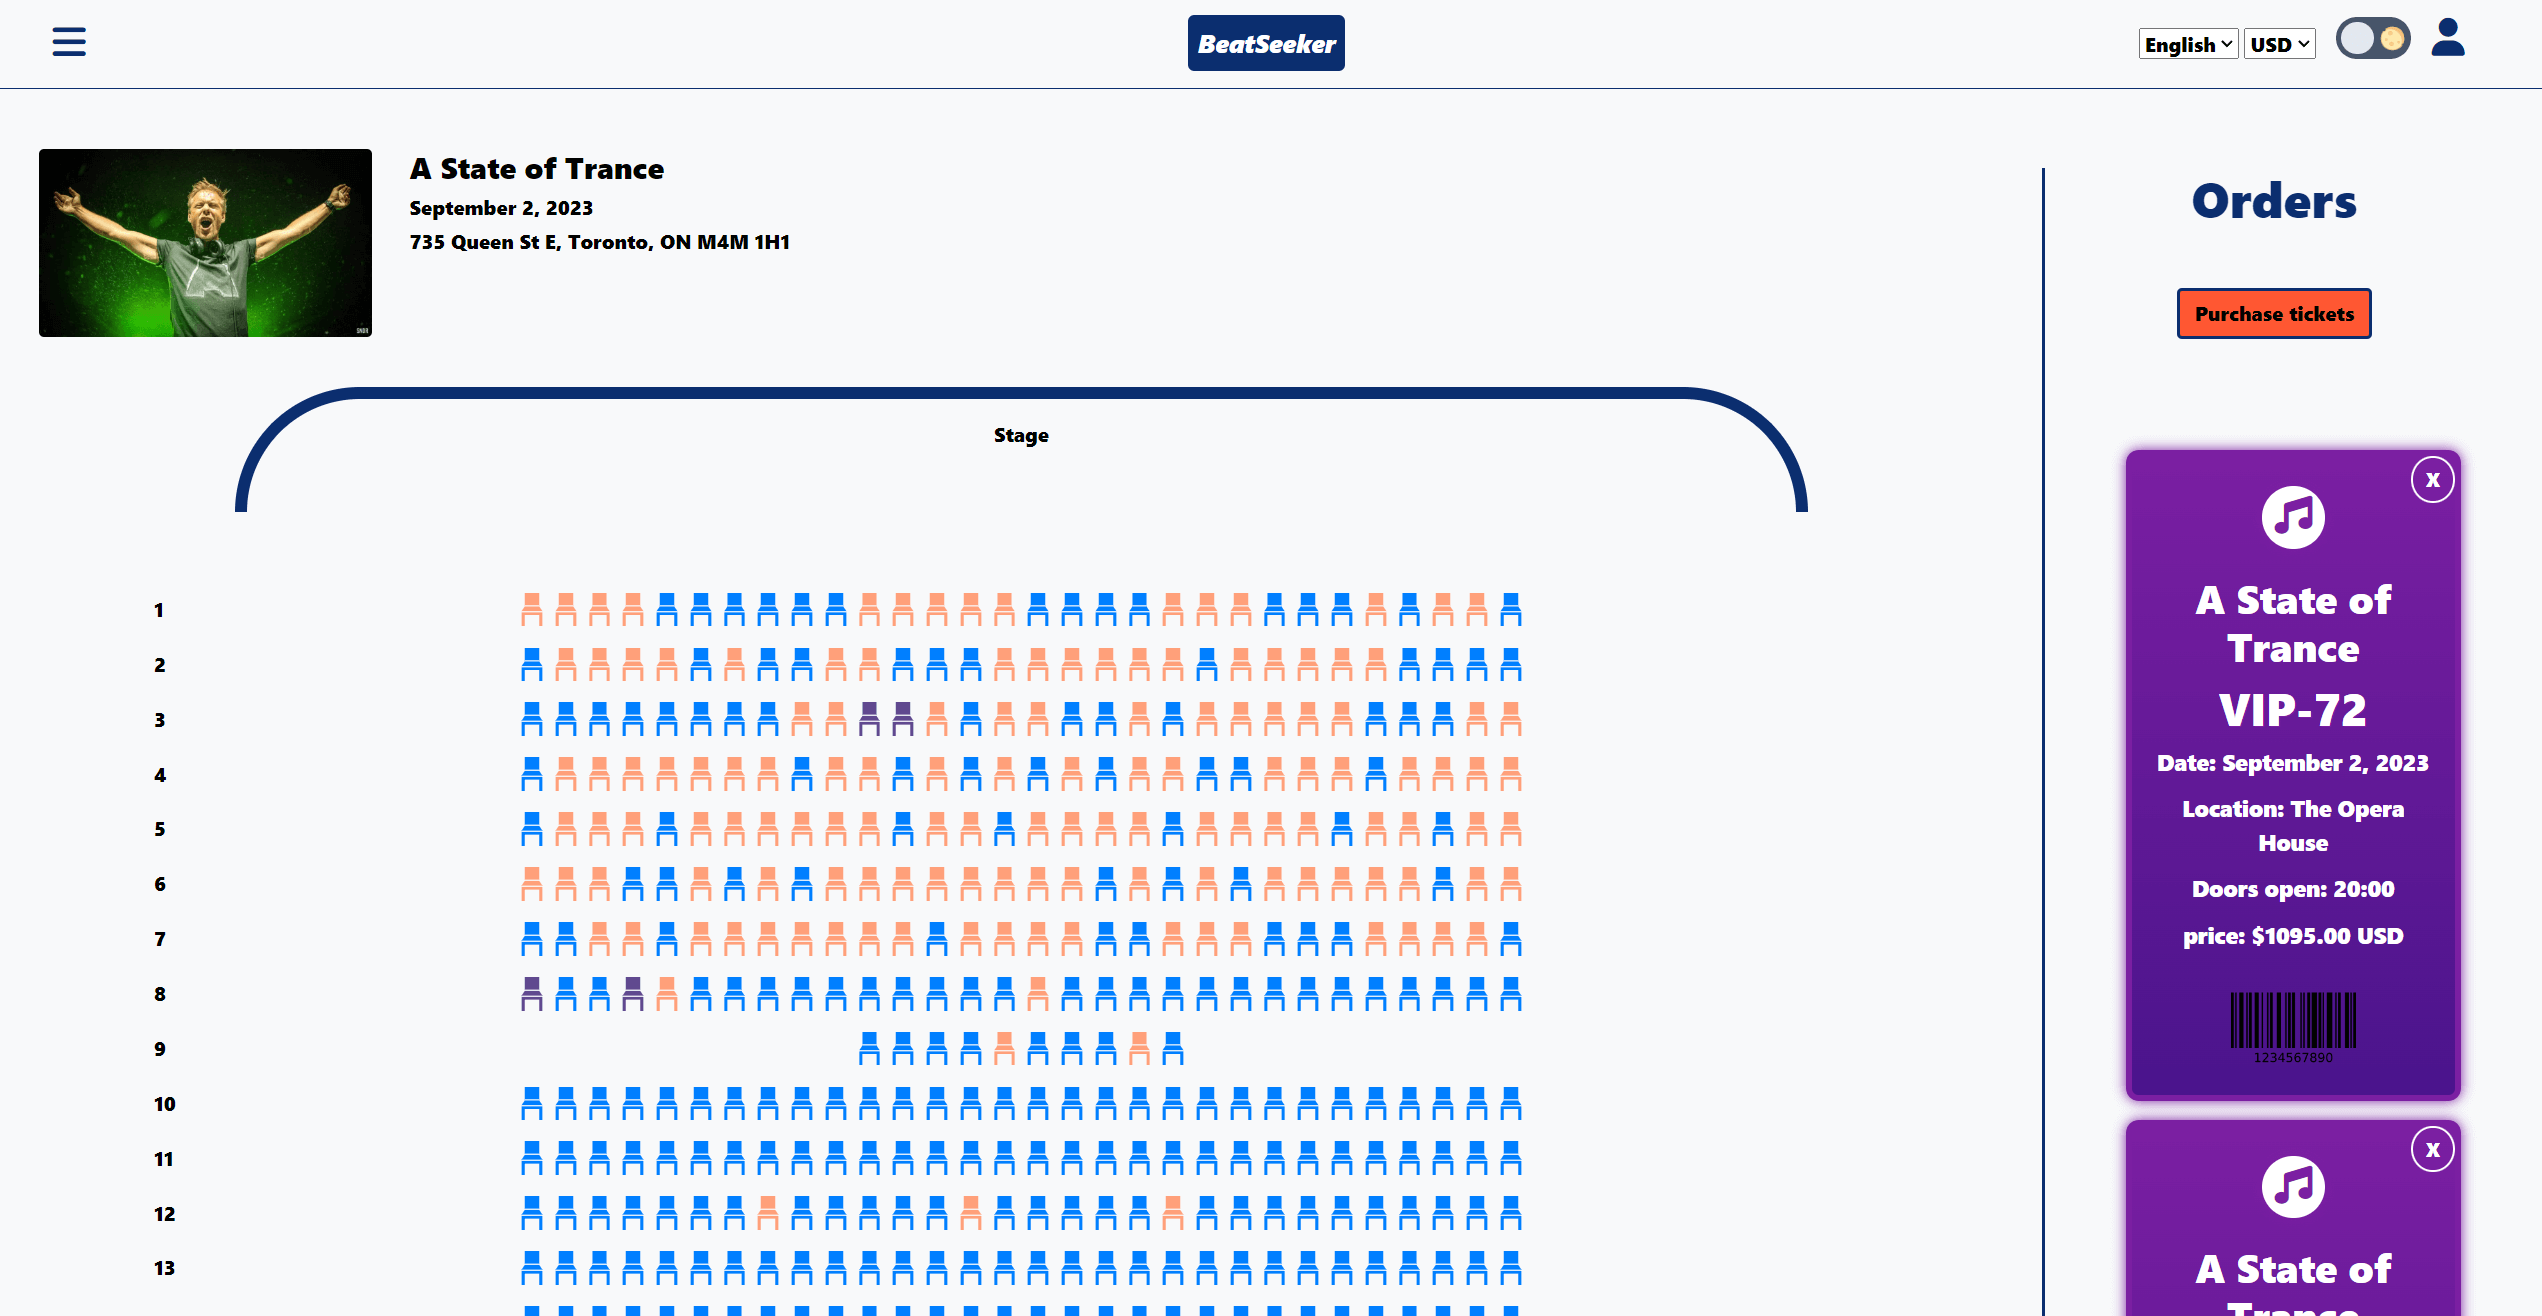 BeatSeeker
English
USD
A State of Trance
September 2, 2023
735 Queen St E, Toronto, ON M4M 1H1
Orders
Purchase tickets
Stage
1
2
3
4
5
6
7
8
9
10
11
12
13
X
A State of
Trance
VIP-72
Date: September 2, 2023
Location: The Opera
House
Doors open: 20:00
price: $1095.00 USD
1234567890
X
A State of
Trance